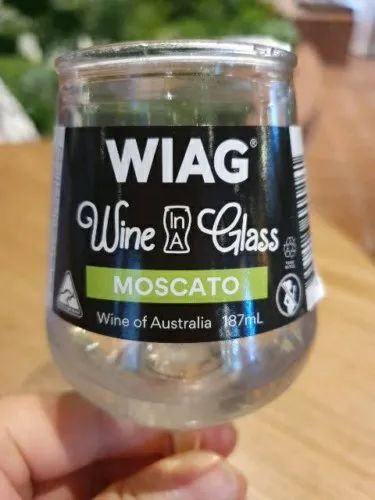 WIAG®
Wine In A Glass
MOSCATO
Wine of Australia 187mL